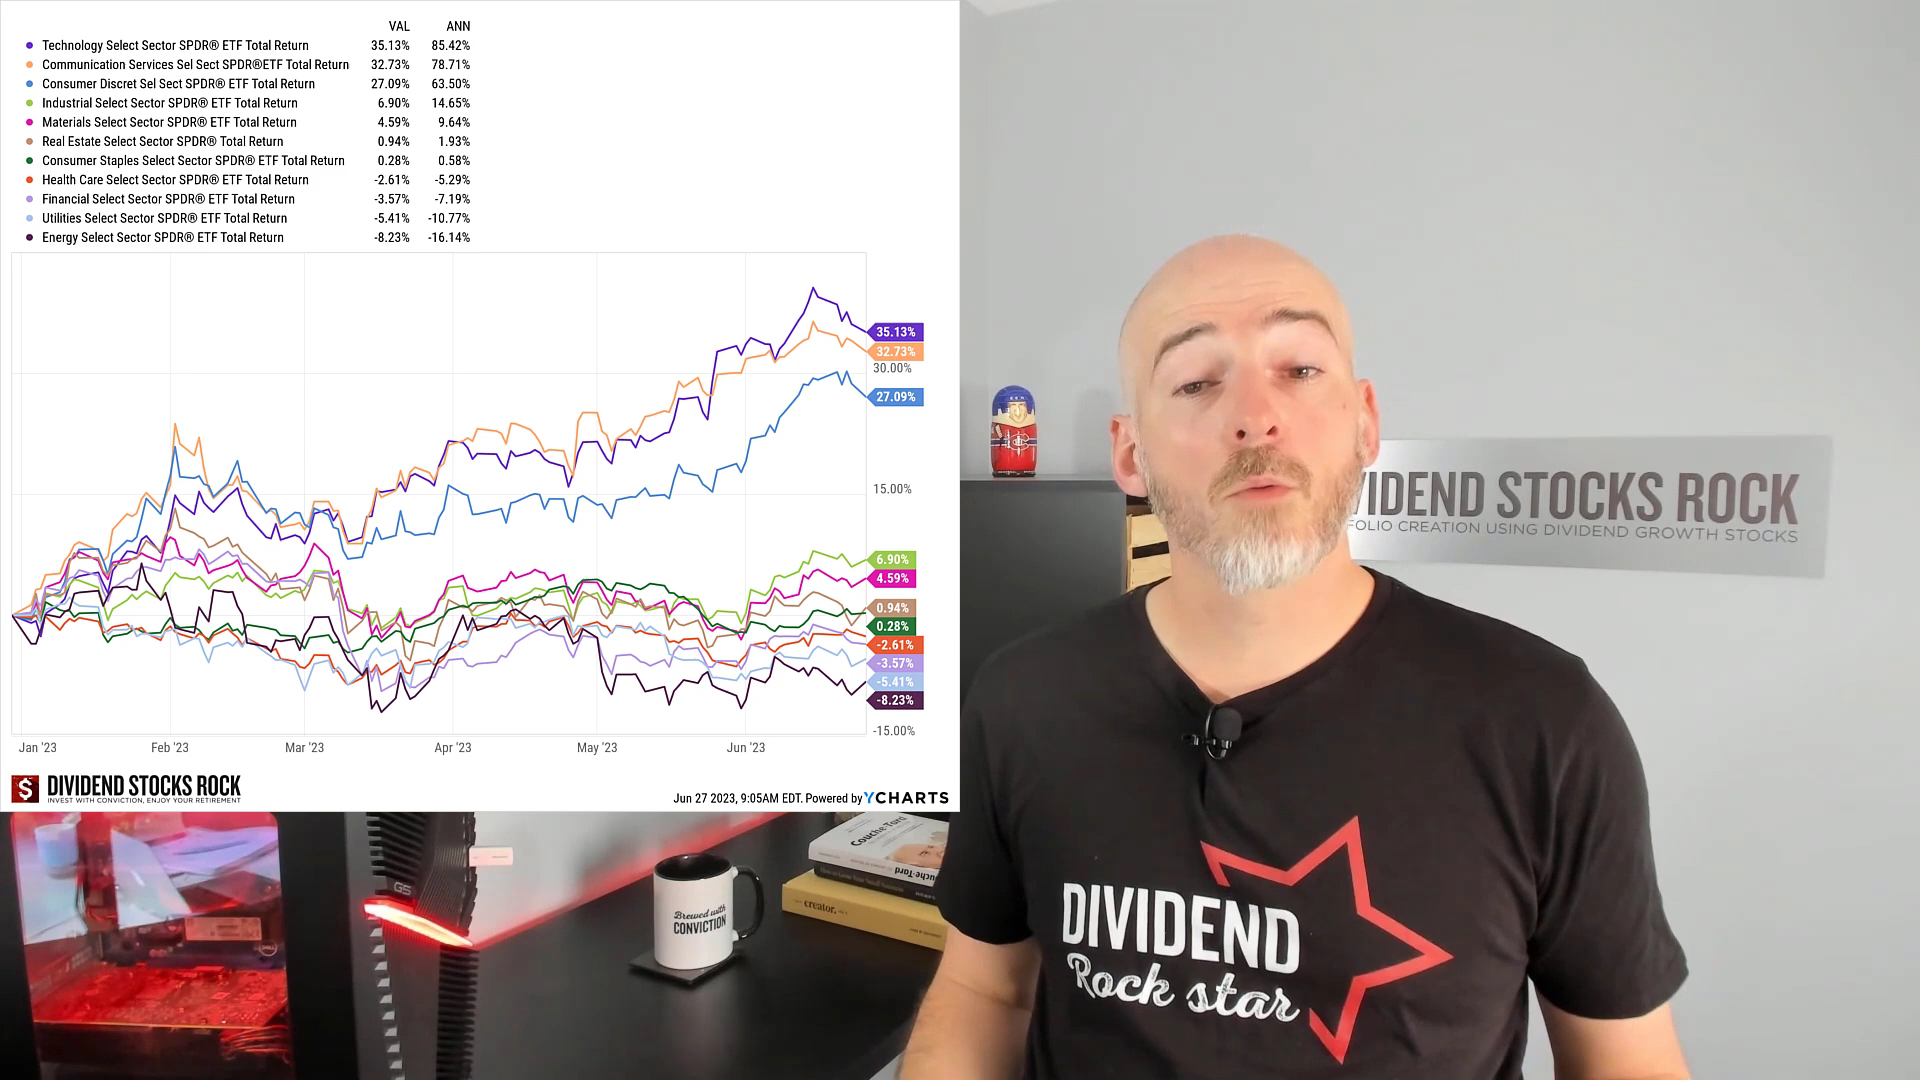 VAL ANN
Technology Select Sector SPDR® ETF Total Return 35.13% 85.42%
Communication Services Sel Sect SPDR®ETF Total Return 32.73% 78.71%
Consumer Discret Sel Sect SPDR® ETF Total Return 27.09% 63.50%
Industrial Select Sector SPDR® ETF Total Return 6.90% 14.65%
Materials Select Sector SPDR® ETF Total Return 4.59% 9.64%
Real Estate Select Sector SPDR® Total Return 0.94% 1.93%
Consumer Staples Select Sector SPDR® ETF Total Return 0.28% 0.58%
Health Care Select Sector SPDR® ETF Total Return -2.61% -5.29%
Financial Select Sector SPDR® ETF Total Return -3.57% -7.19%
Utilities Select Sector SPDR® ETF Total Return -5.41% -10.77%
Energy Select Sector SPDR® ETF Total Return -8.23% -16.14%
35.13%
32.73%
30.00%
27.09%
15.00%
6.90%
4.59%
0.94%
0.28%
-2.61%
-3.57%
-5.41%
-8.23%
-15.00%
Jan '23 Feb '23 Mar '23 Apr '23 May '23 Jun '23
$ DIVIDEND STOCKS ROCK
INVEST WITH CONVICTION, ENJOY YOUR RETIREMENT
Jun 27 2023, 9:05AM EDT. Powered by YCHARTS
VIDEND STOCKS ROCK
FOLIO CREATION USING DIVIDEND GROWTH STOCKS
G5
Brewed with
CONVICTION
Couche-Tard
uche-Tard
creator.
DIVIDEND
Rock star